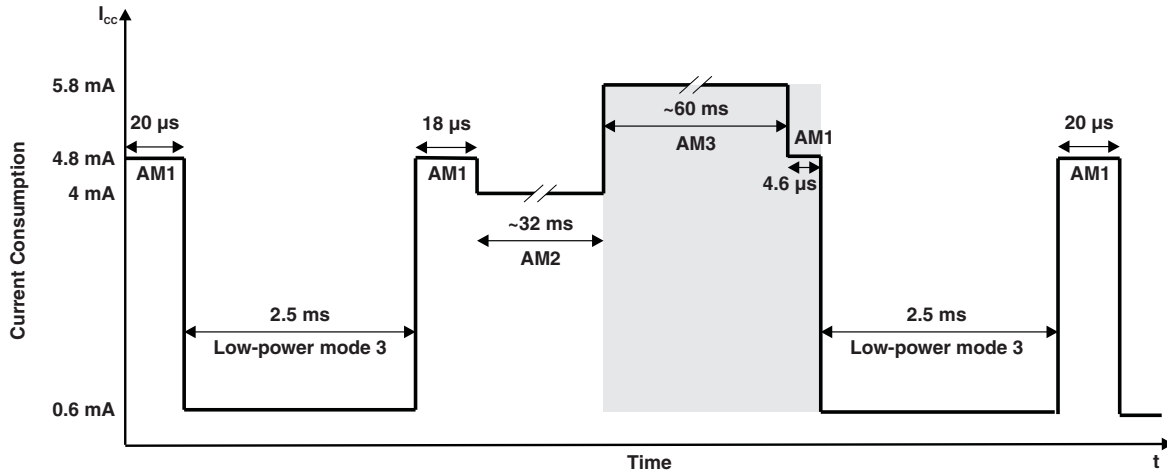 Icc
5.8 mA
~60 ms
20 µs
18 µs
20 µs
AM3
AM1
4.8 mA
AM1
AM1
AM1
4.6 µs
4 mA
~32 ms
AM2
Current Consumption
2.5 ms
2.5 ms
Low-power mode 3
Low-power mode 3
0.6 mA
Time
t